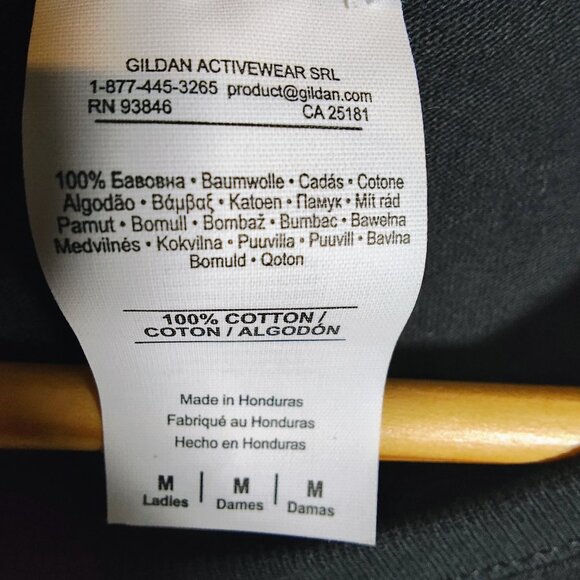 GILDAN ACTIVEWEAR SRL
1-877-445-3265 product@gildan.com
RN 93846 CA 25181
100% Бавовна • Baumwolle • Cadás • Cotone
Algodão • Βάμβαξ • Katoen • Памук • Mít rád
Pamut • Bomull • Bombaž • Bumbac • Bawełna
Medvilnės • Kokvilna • Puuvilla • Puuvill • Bavlna
Bomuld • Qoton
100% COTTON /
COTON / ALGODÓN
Made in Honduras
Fabriqué au Honduras
Hecho en Honduras
M | M | M
Ladies Dames Damas